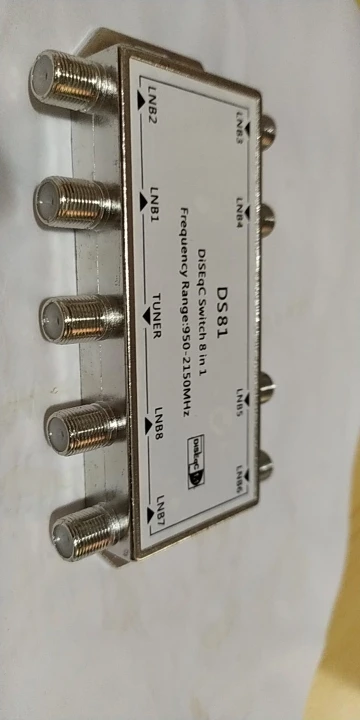 LNB3 LNB4 LNB5 LNB6
DS81
DiSEqC Switch 8 in 1
Frequency Range:950-2150MHz
DiSEqC
LNB2 LNB1 TUNER LNB8 LNB7